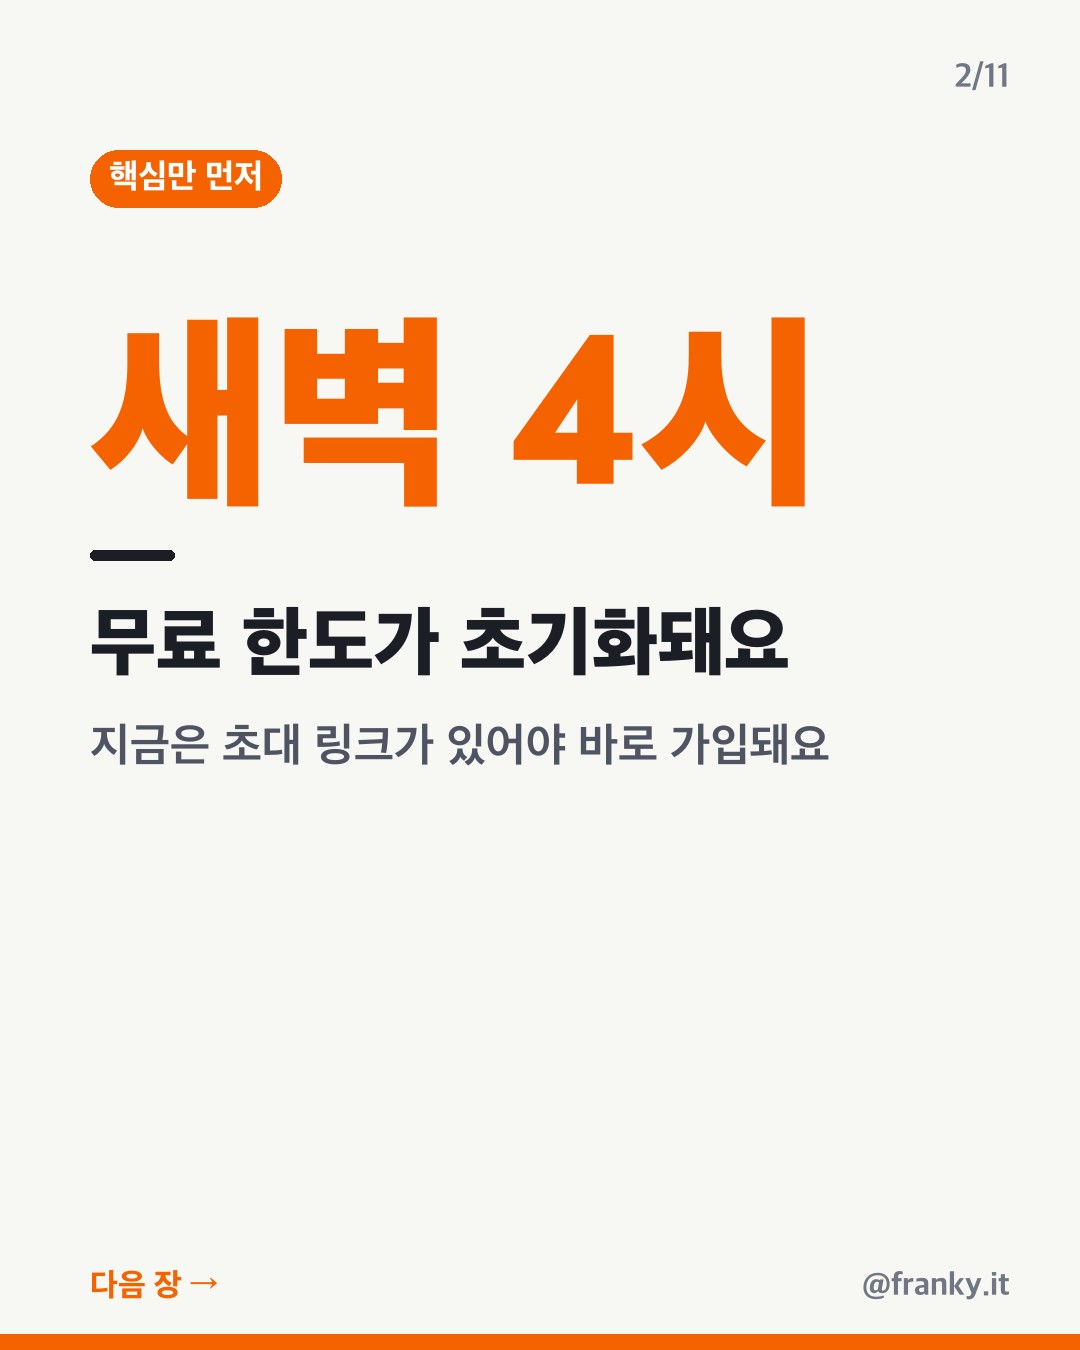 2/11
핵심만 먼저
새벽 4시
무료 한도가 초기화돼요
지금은 초대 링크가 있어야 바로 가입돼요
다음 장 →
@franky.it